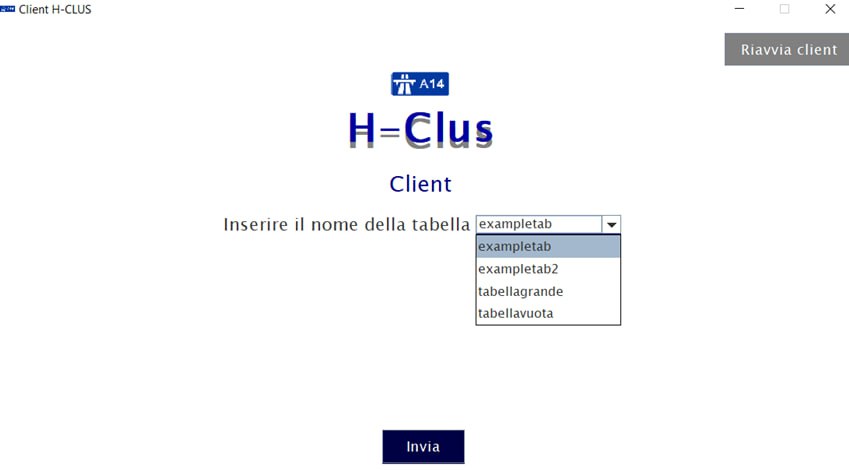 Client H-CLUS
Riavvia client
A14
H-Clus
Client
Inserire il nome della tabella exampletab
exampletab
exampletab2
tabellagrande
tabellavuota
Invia